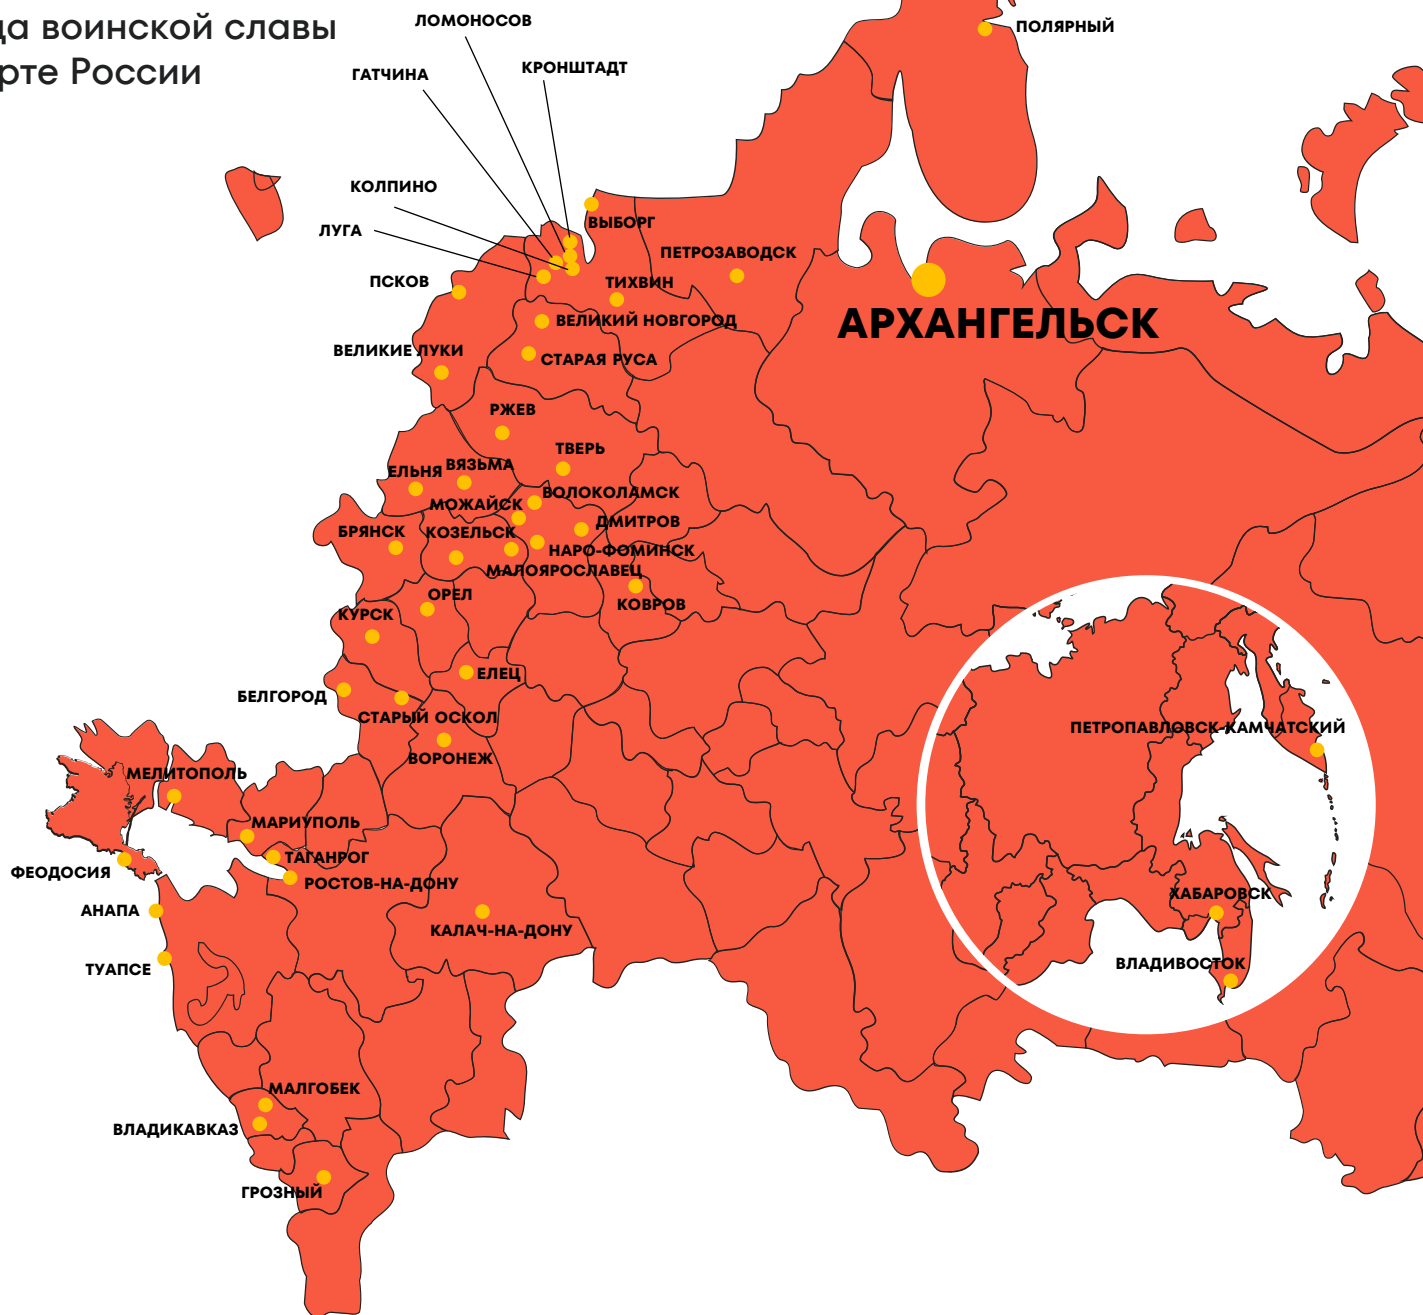 да воинской славы
рте России
ЛОМОНОСОВ
ПОЛЯРНЫЙ
ГАТЧИНА
КРОНШТАДТ
КОЛПИНО
ЛУГА
ВЫБОРГ
ПЕТРОЗАВОДСК
ПСКОВ
ТИХВИН
АРХАНГЕЛЬСК
ВЕЛИКИЙ НОВГОРОД
ВЕЛИКИЕ ЛУКИ
СТАРАЯ РУСА
РЖЕВ
ТВЕРЬ
ЕЛЬНЯ
ВЯЗЬМА
ВОЛОКОЛАМСК
МОЖАЙСК
ДМИТРОВ
БРЯНСК
КОЗЕЛЬСК
НАРО-ФОМИНСК
МАЛОЯРОСЛАВЕЦ
ОРЕЛ
КОВРОВ
КУРСК
ЕЛЕЦ
БЕЛГОРОД
СТАРЫЙ ОСКОЛ
ПЕТРОПАВЛОВСК-КАМЧАТСКИЙ
ВОРОНЕЖ
МЕЛИТОПОЛЬ
МАРИУПОЛЬ
ТАГАНРОГ
ФЕОДОСИЯ
РОСТОВ-НА-ДОНУ
ХАБАРОВСК
АНАПА
КАЛАЧ-НА-ДОНУ
ТУАПСЕ
ВЛАДИВОСТОК
МАЛГОБЕК
ВЛАДИКАВКАЗ
ГРОЗНЫЙ